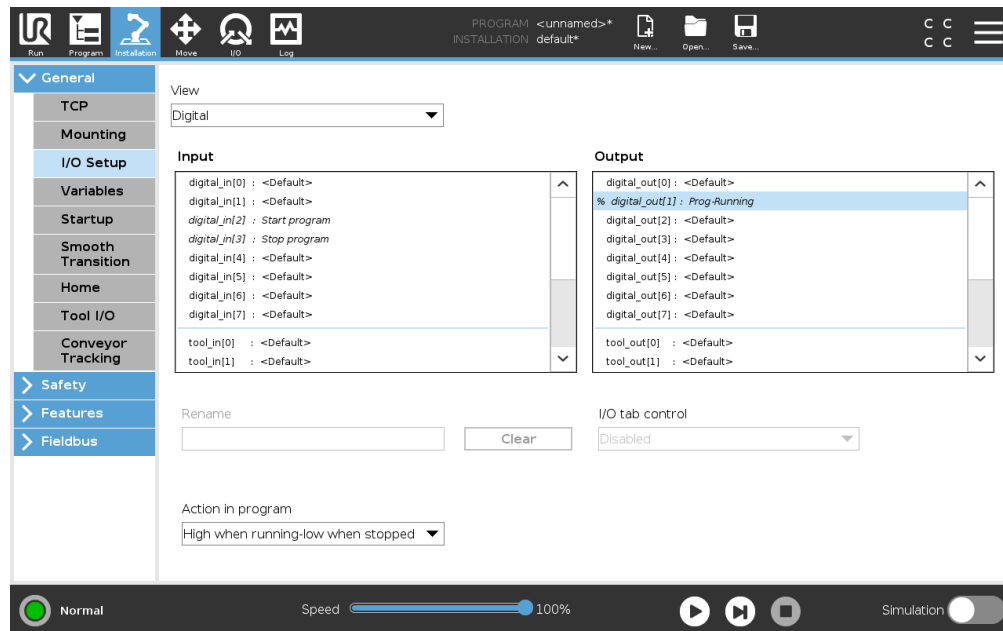 UR
Run
Program
Installation
Move
I/O
Log
PROGRAM <unnamed>*
INSTALLATION default*
New...
Open...
Save...
C C
C C
General
TCP
Mounting
I/O Setup
Variables
Startup
Smooth
Transition
Home
Tool I/O
Conveyor
Tracking
Safety
Features
Fieldbus
View
Digital
Input
digital_in[0] : <Default>
digital_in[1] : <Default>
digital_in[2] : Start program
digital_in[3] : Stop program
digital_in[4] : <Default>
digital_in[5] : <Default>
digital_in[6] : <Default>
digital_in[7] : <Default>
tool_in[0] : <Default>
tool_in[1] : <Default>
Output
digital_out[0] : <Default>
% digital_out[1] : Prog-Running
digital_out[2] : <Default>
digital_out[3] : <Default>
digital_out[4] : <Default>
digital_out[5] : <Default>
digital_out[6] : <Default>
digital_out[7] : <Default>
tool_out[0] : <Default>
tool_out[1] : <Default>
Rename
Clear
I/O tab control
Disabled
Action in program
High when running-low when stopped
Normal
Speed
100%
Simulation